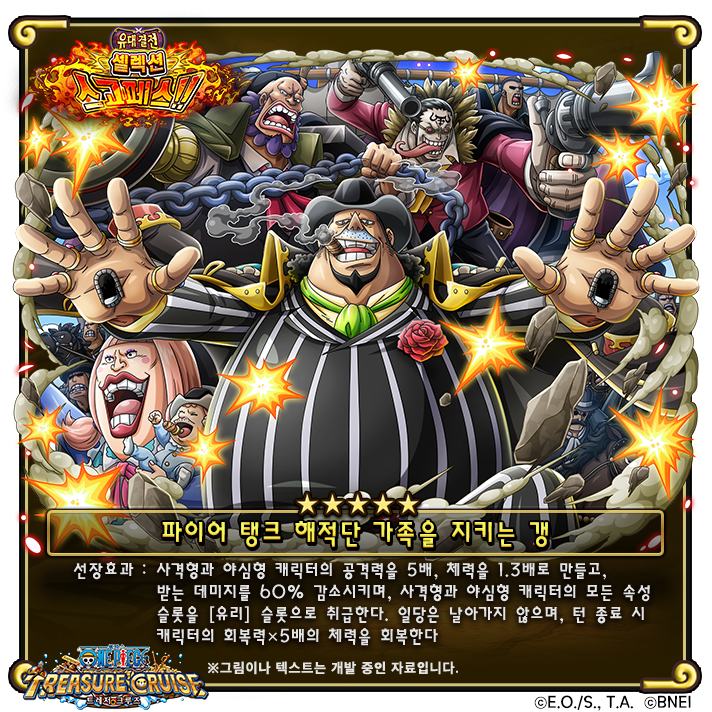 유대결전
셀렉션
스고페스!!
★★★★★
파이어 탱크 해적단 가족을 지키는 갱
선장효과 : 사격형과 야심형 캐릭터의 공격력을 5배, 체력을 1.3배로 만들고,
받는 데미지를 60% 감소시키며, 사격형과 야심형 캐릭터의 모든 속성
슬롯을 [유리] 슬롯으로 취급한다. 일당은 날아가지 않으며, 턴 종료 시
캐릭터의 회복력×5배의 체력을 회복한다
※그림이나 텍스트는 개발 중인 자료입니다.
ONE PIECE
TREASURE CRUISE
트레저 크루즈
©E.O./S., T.A. ©BNEI